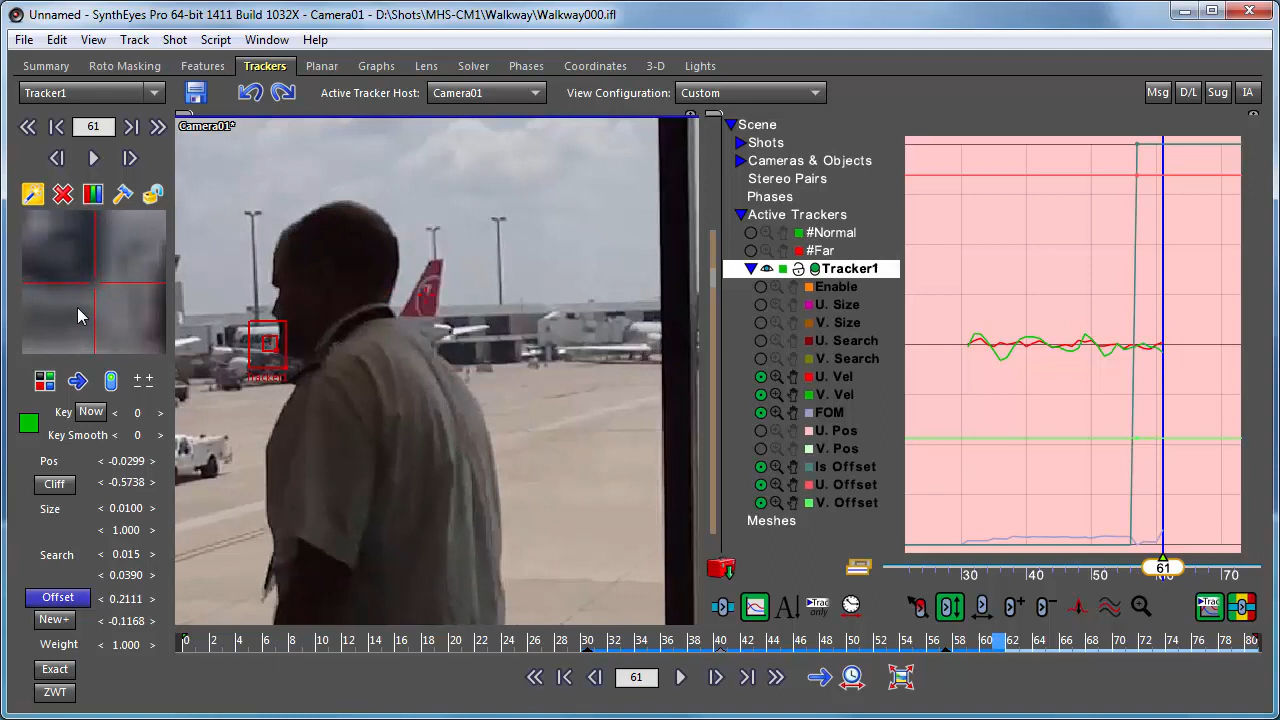 Unnamed - SynthEyes Pro 64-bit 1411 Build 1032X - Camera01 - D:\Shots\MHS-CM1\Walkway\Walkway000.ifl
File Edit View Track Shot Script Window Help
Summary Roto Masking Features Trackers Planar Graphs Lens Solver Phases Coordinates 3-D Lights
Tracker1 Active Tracker Host: Camera01 View Configuration: Custom Msg D/L Sug IA
61
Camera01*
Tracker1
Key Now < 0 >
Key Smooth < 0 >
Pos < -0.0299 >
Cliff < -0.5738 >
Size < 0.0100 >
< 1.000 >
Search < 0.015 >
< 0.0390 >
Offset < 0.2111 >
New+ < -0.1168 >
Weight < 1.000 >
Exact
ZWT
Scene
Shots
Cameras & Objects
Stereo Pairs
Phases
Active Trackers
#Normal
#Far
Tracker1
Enable
U. Size
V. Size
U. Search
V. Search
U. Vel
V. Vel
FOM
U. Pos
V. Pos
Is Offset
U. Offset
V. Offset
Meshes
30 40 50 60 70
61
A Trac only
Trac
0 2 4 6 8 10 12 14 16 18 20 22 24 26 28 30 32 34 36 38 40 42 44 46 48 50 52 54 56 58 60 62 64 66 68 70 72 74 76 78 80
61